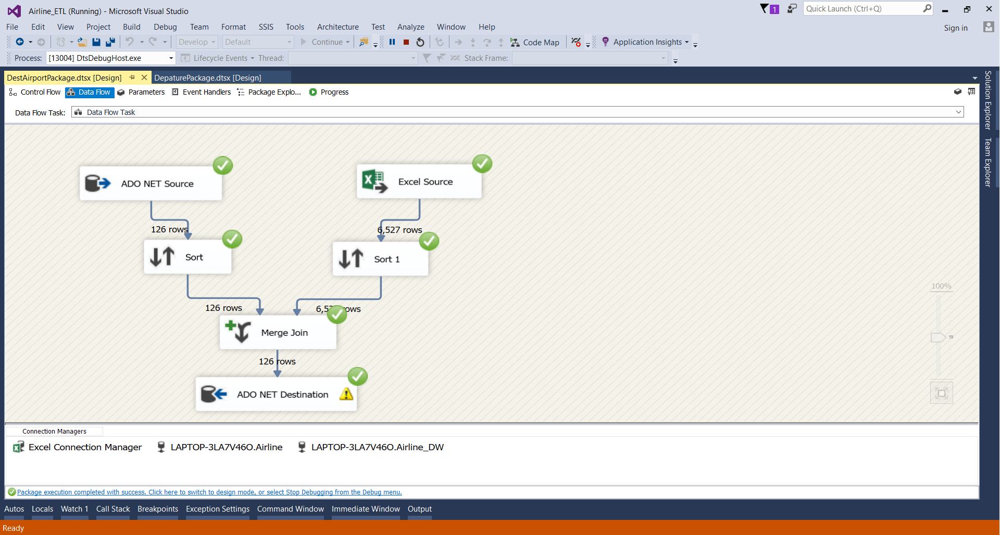 Airline_ETL (Running) - Microsoft Visual Studio
1
Quick Launch (Ctrl+Q)
File Edit View Project Build Debug Team Format SSIS Tools Architecture Test Analyze Window Help
Sign in
Develop Default Continue Code Map Application Insights
Process: [13004] DtsDebugHost.exe Lifecycle Events Thread: Stack Frame:
DestAirportPackage.dtsx [Design] DepaturePackage.dtsx [Design]
Control Flow Data Flow Parameters Event Handlers Package Explo... Progress
Data Flow Task: Data Flow Task
Solution Explorer
Team Explorer
ADO NET Source
Excel Source
126 rows
6,527 rows
Sort
Sort 1
100%
126 rows
6,52 rows
Merge Join
126 rows
ADO NET Destination
Connection Managers
Excel Connection Manager LAPTOP-3LA7V46O.Airline LAPTOP-3LA7V46O.Airline_DW
Package execution completed with success. Click here to switch to design mode, or select Stop Debugging from the Debug menu.
Autos Locals Watch 1 Call Stack Breakpoints Exception Settings Command Window Immediate Window Output
Ready